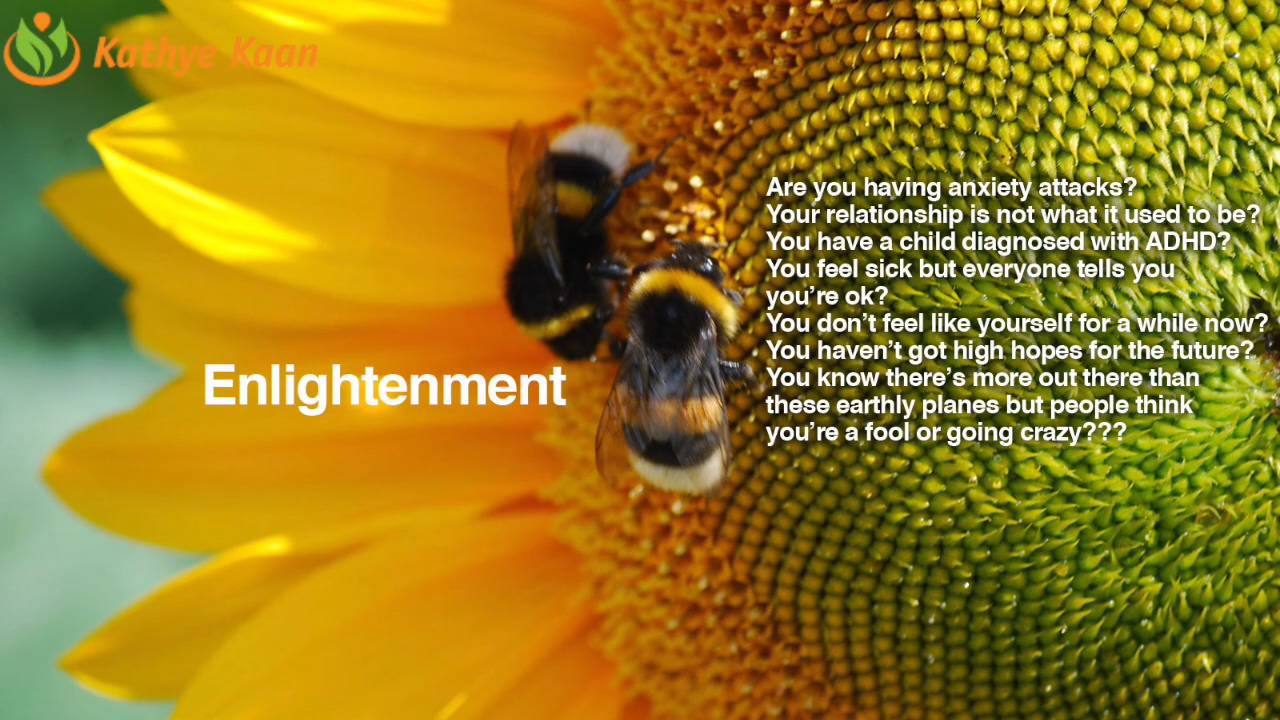 Kathye Kaan
Are you having anxiety attacks?
Your relationship is not what it used to be?
You have a child diagnosed with ADHD?
You feel sick but everyone tells you
you’re ok?
You don’t feel like yourself for a while now?
You haven’t got high hopes for the future?
You know there’s more out there than
these earthly planes but people think
you’re a fool or going crazy???
Enlightenment